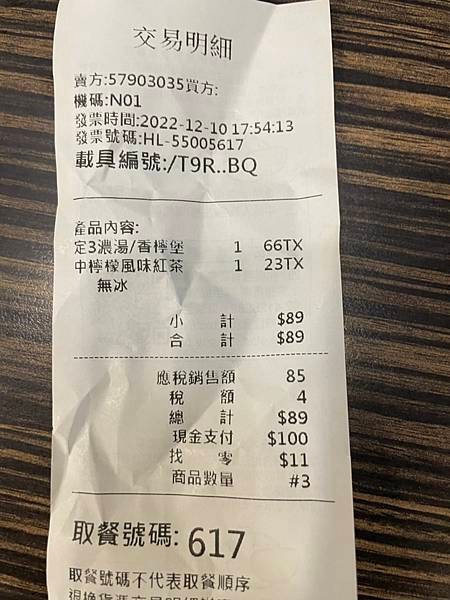 交易明細
賣方:57903035買方:
機碼:N01
發票時間:2022-12-10 17:54:13
發票號碼:HL-55005617
載具編號:/T9R..BQ
產品內容:
定3濃湯/香檸堡 1 66TX
中檸檬風味紅茶 1 23TX
無冰
小 計 $89
合 計 $89
應稅銷售額 85
稅 額 4
總 計 $89
現金支付 $100
找 零 $11
商品數量 #3
取餐號碼: 617
取餐號碼不代表取餐順序